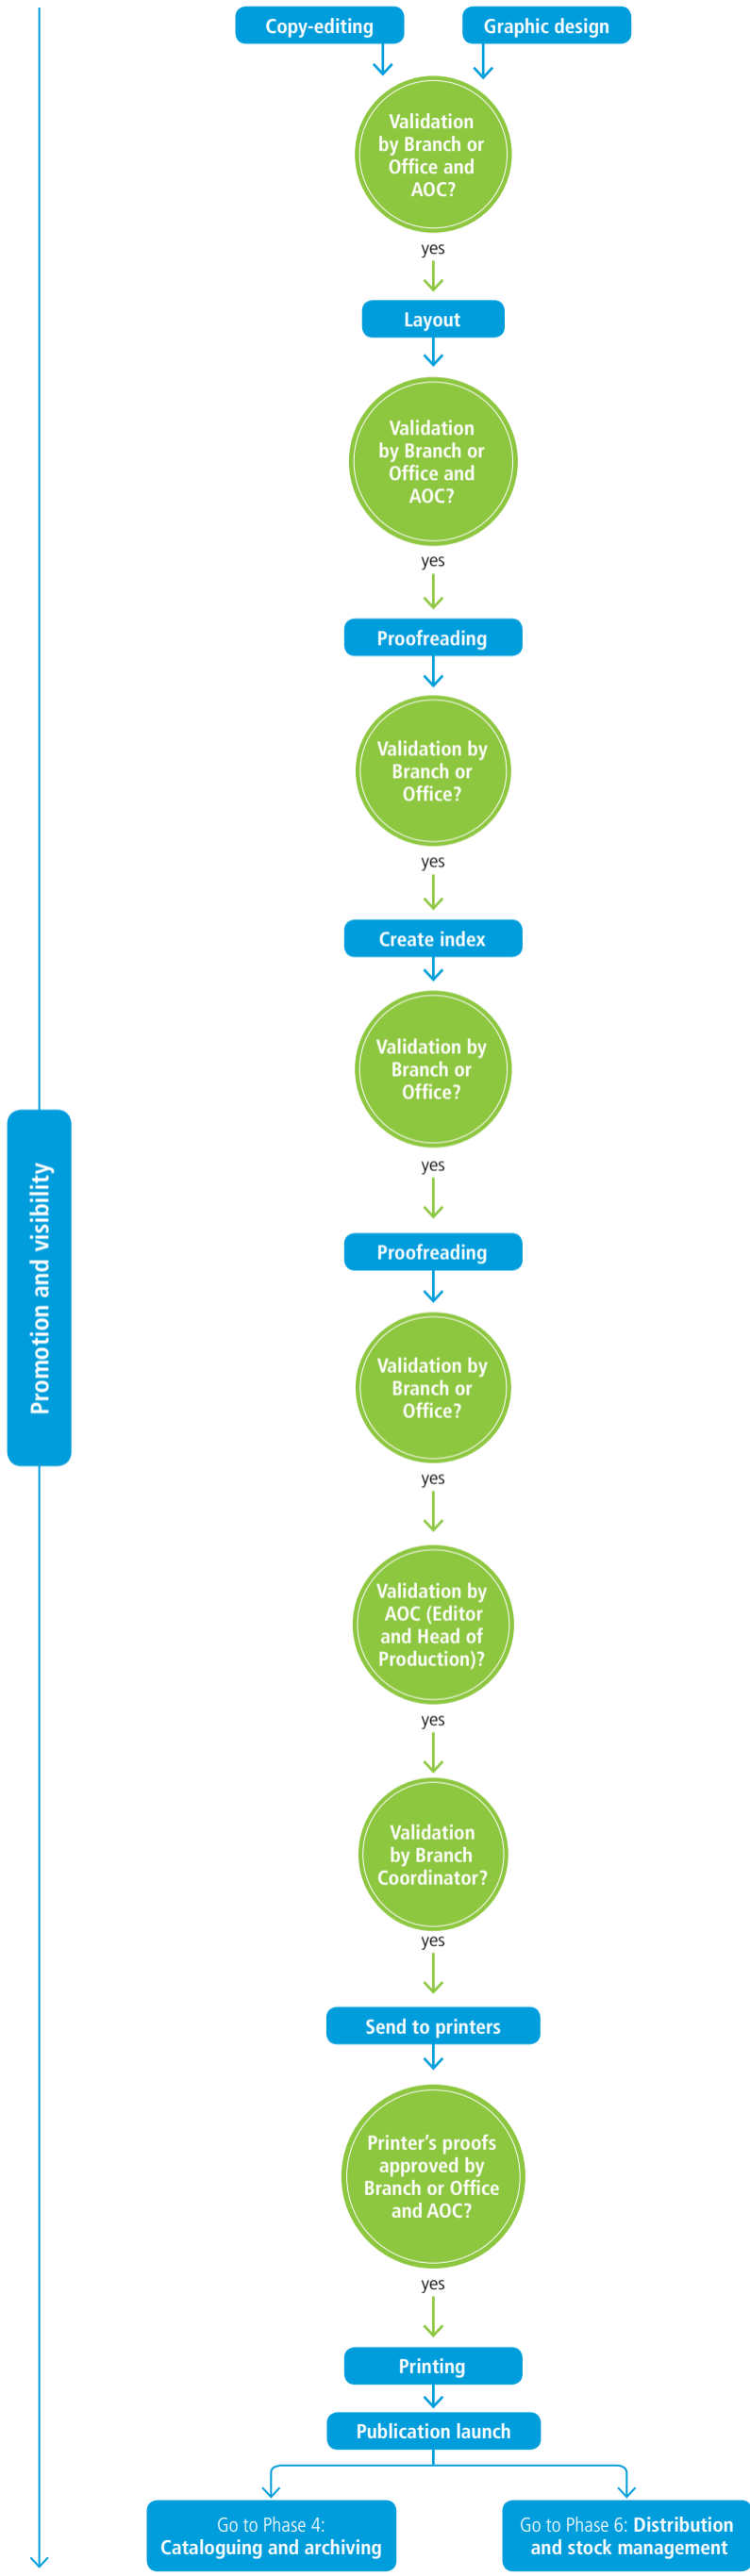 Copy-editing
Graphic design
Validation
by Branch or
Office and
AOC?
yes
Layout
Validation
by Branch or
Office and
AOC?
yes
Proofreading
Validation by
Branch or
Office?
yes
Create index
Validation by
Branch or
Office?
yes
Promotion and visibility
Proofreading
Validation by
Branch or
Office?
yes
Validation by
AOC (Editor
and Head of
Production)?
yes
Validation
by Branch
Coordinator?
yes
Send to printers
Printer’s proofs
approved by
Branch or Office
and AOC?
yes
Printing
Publication launch
Go to Phase 4:
Cataloguing and archiving
Go to Phase 6: Distribution
and stock management